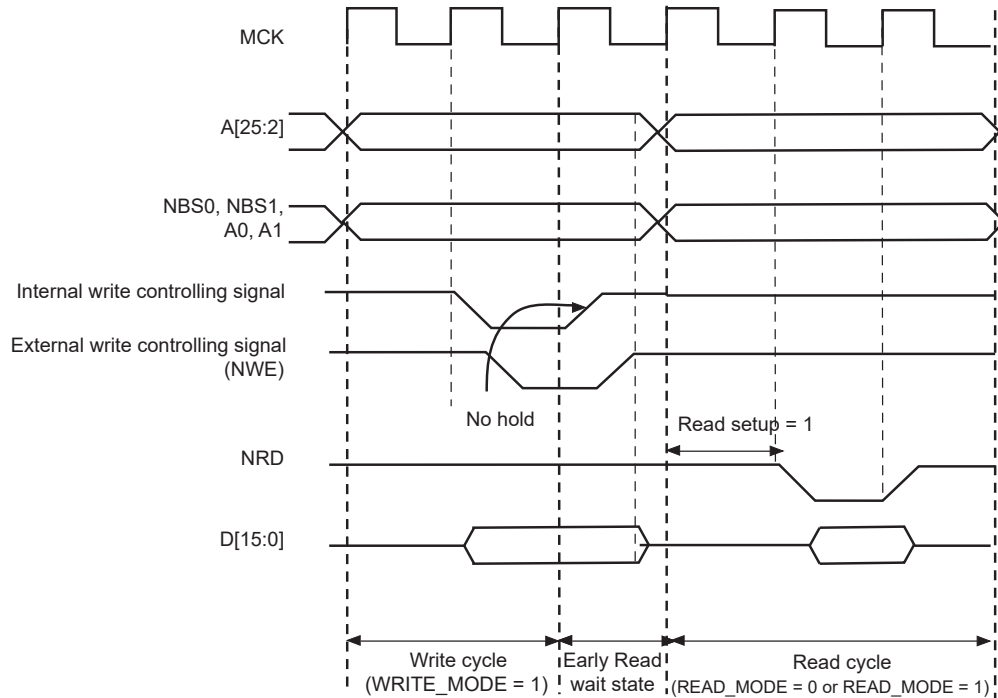 MCK
A[25:2]
NBS0, NBS1,
A0, A1
Internal write controlling signal
External write controlling signal
(NWE)
No hold
Read setup = 1
NRD
D[15:0]
Write cycle
(WRITE_MODE = 1)
Early Read
wait state
Read cycle
(READ_MODE = 0 or READ_MODE = 1)